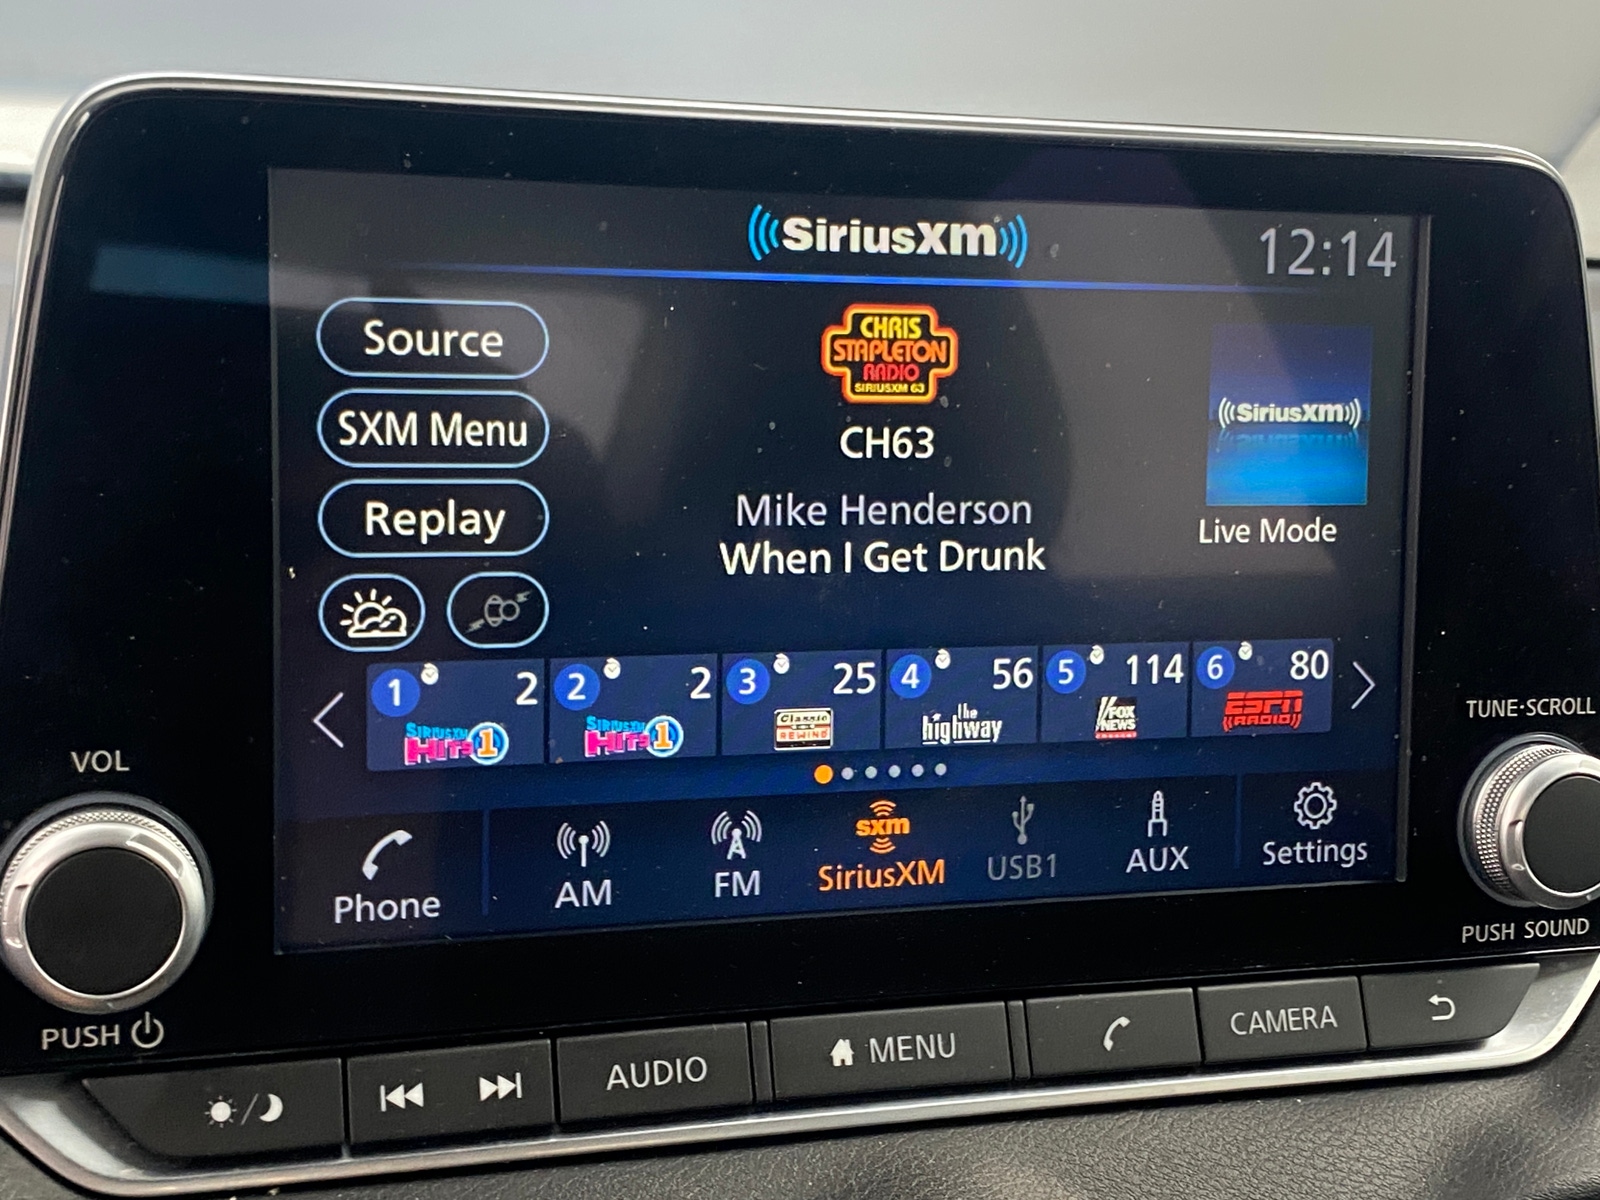 SiriusXM
12:14
Source
SXM Menu
Replay
CHRIS
STAPLETON
RADIO
SIRIUSXM 63
CH63
Mike Henderson
When I Get Drunk
SiriusXM
Live Mode
1 2
SIRIUSXM
HITS 1
2 2
SIRIUSXM
HITS 1
3 25
Classic
REWIND
4 56
the
highway
5 114
FOX
NEWS
6 80
ESPN
RADIO
Phone
AM
FM
sxm
SiriusXM
USB1
AUX
Settings
VOL
PUSH
TUNE·SCROLL
PUSH SOUND
AUDIO
MENU
CAMERA